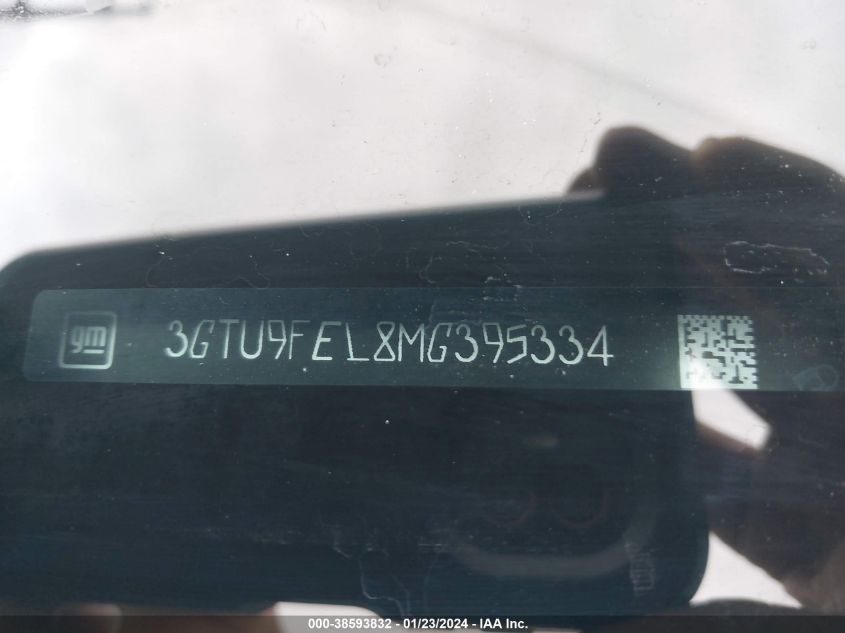 gm 3GTU9FEL8MG395334
000-38593832 - 01/23/2024 - IAA Inc.